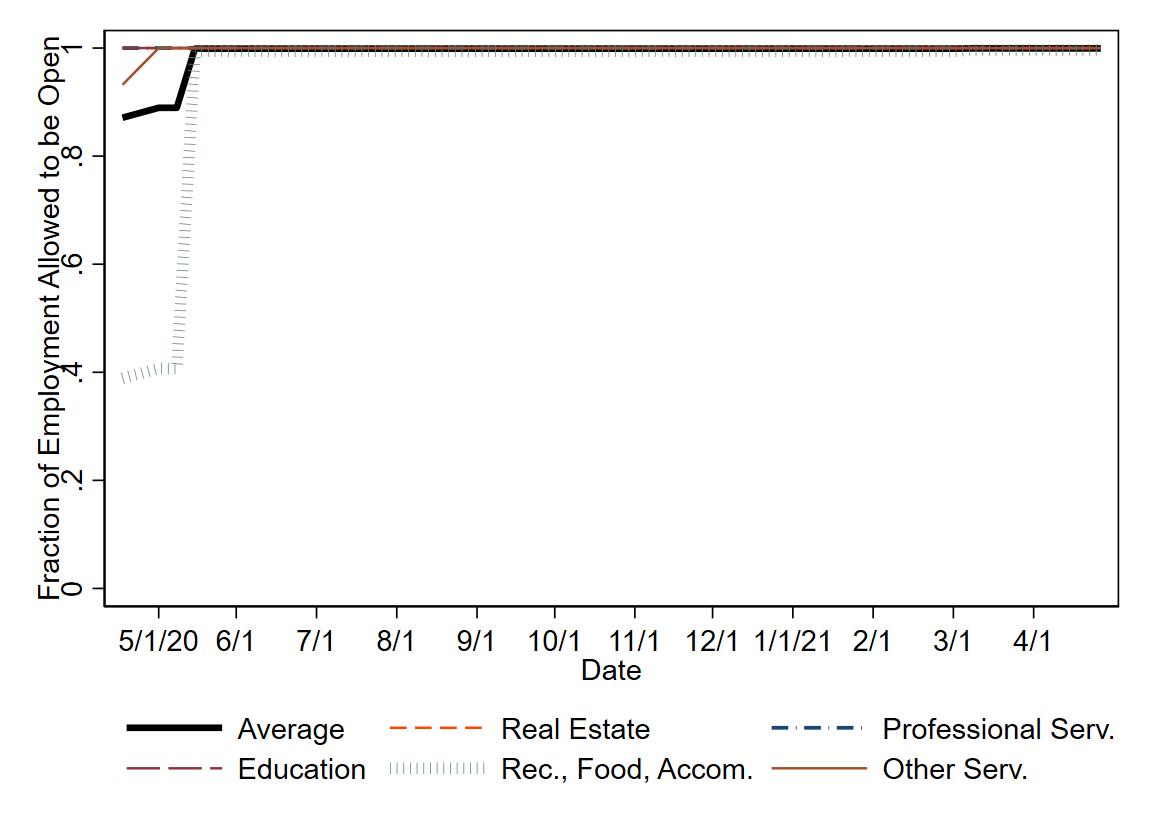 Fraction of Employment Allowed to be Open
1
.8
.6
.4
.2
0
5/1/20 6/1 7/1 8/1 9/1 10/1 11/1 12/1 1/1/21 2/1 3/1 4/1
Date
Average Real Estate Professional Serv.
Education Rec., Food, Accom. Other Serv.